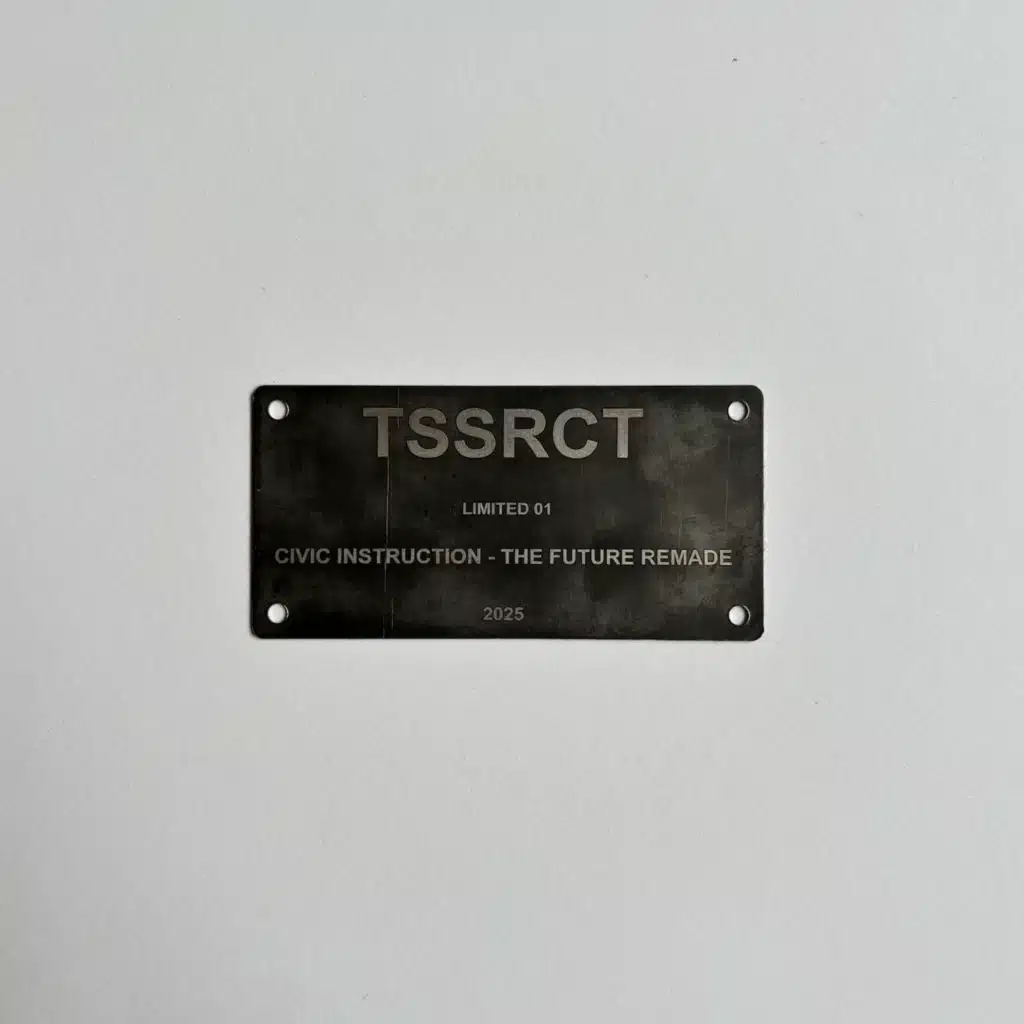 TSSRCT
LIMITED 01
CIVIC INSTRUCTION - THE FUTURE REMADE
2025